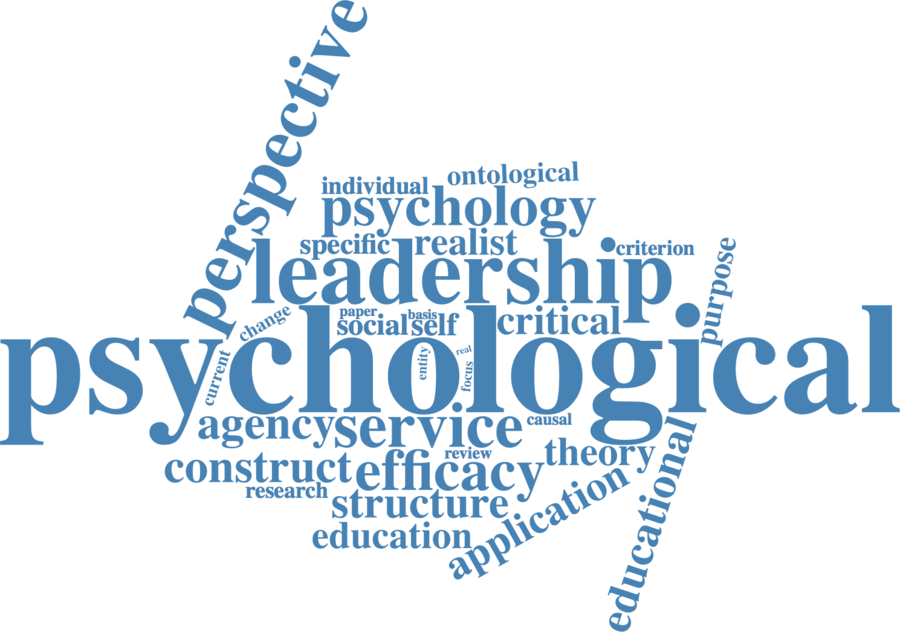 perspective
individual
ontological
psychology
specific
realist
criterion
leadership
purpose
change
paper
basis
social
self
critical
psychological
current
entity
real
focus
agency
service
causal
construct
efficacy
review
theory
research
structure
application
educational
education